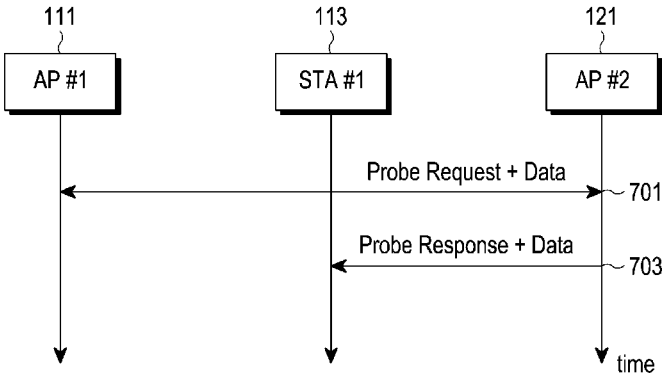 111
113
121
AP #1
STA #1
AP #2
Probe Request + Data
701
Probe Response + Data
703
time